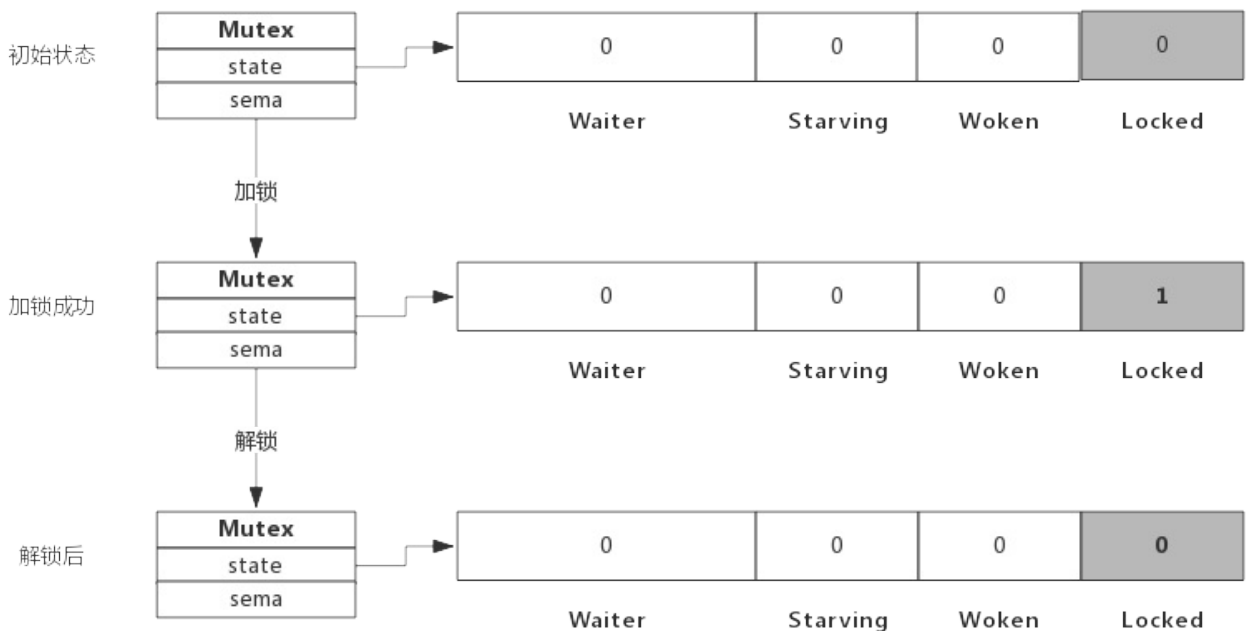 初始状态
Mutex
state
sema
0 0 0 0
Waiter Starving Woken Locked
加锁
加锁成功
Mutex
state
sema
0 0 0 1
Waiter Starving Woken Locked
解锁
解锁后
Mutex
state
sema
0 0 0 0
Waiter Starving Woken Locked